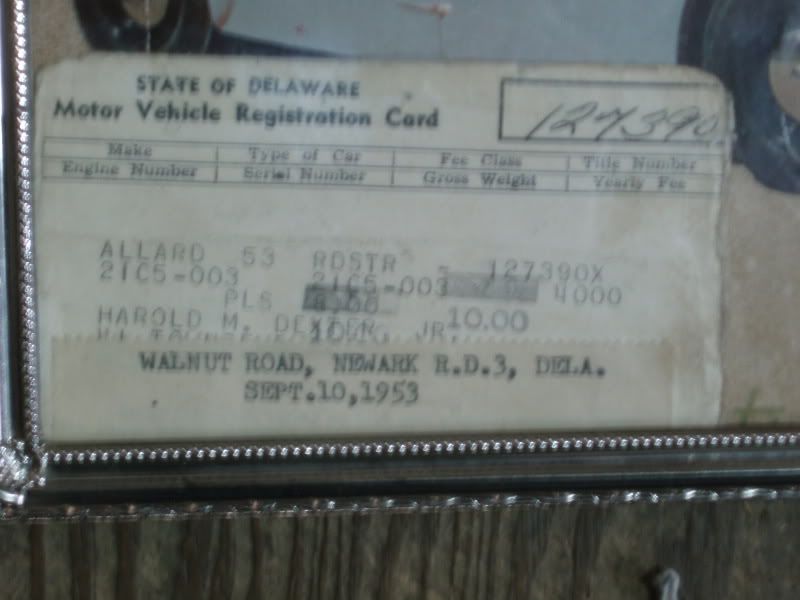 STATE OF DELAWARE
Motor Vehicle Registration Card
127390
Make Type of Car Fee Class Title Number
Engine Number Serial Number Gross Weight Yearly Fee
ALLARD 53 RDSTR - 127390X
21C5-003 21C5-003 4000
PLS 10.00
HAROLD M. DEXTER, JR.
WALNUT ROAD, NEWARK R.D.3, DELA.
SEPT.10,1953